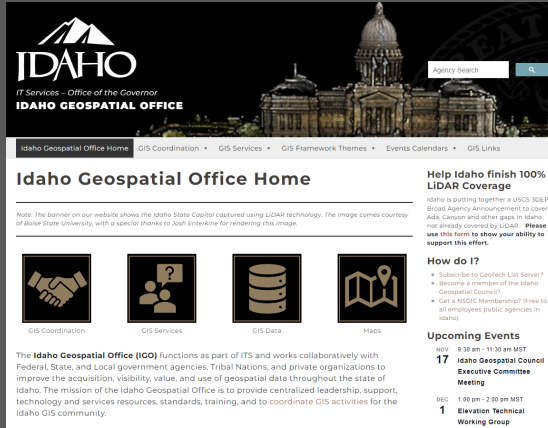 IDAHO
IT Services – Office of the Governor
IDAHO GEOSPATIAL OFFICE
Agency Search
Idaho Geospatial Office Home
GIS Coordination
GIS Services
GIS Framework Themes
Events Calendars
GIS Links
Idaho Geospatial Office Home
Note: The banner on our website shows the Idaho State Capitol captured using LiDAR technology. The image comes courtesy
of Boise State University, with a special thanks to Josh Enterkine for rendering this image.
GIS Coordination
GIS Services
GIS Data
Maps
The Idaho Geospatial Office (IGO) functions as part of ITS and works collaboratively with
Federal, State, and Local government agencies, Tribal Nations, and private organizations to
improve the acquisition, visibility, value, and use of geospatial data throughout the state of
Idaho. The mission of the Idaho Geospatial Office is to provide centralized leadership, support,
technology and services resources, standards, training, and to coordinate GIS activities for the
Idaho GIS community.
Help Idaho finish 100%
LiDAR Coverage
Idaho is putting together a USGS 3DEP
Broad Agency Announcement to cover
Ada, Canyon and other gaps in Idaho
not already covered by LiDAR. Please
use this form to show your ability to
support this effort.
How do I?
Subscribe to GeoTech List Server?
Become a member of the Idaho
Geospatial Council?
Get a NSGIC Membership? (Free to
all employees public agencies in
Idaho)
Upcoming Events
NOV
17
9:30 am - 11:30 am MST
Idaho Geospatial Council
Executive Committee
Meeting
DEC
1
1:00 pm - 2:00 pm MST
Elevation Technical
Working Group